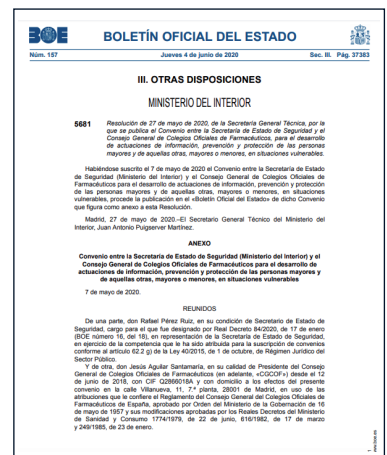 BOE
BOLETÍN OFICIAL DEL ESTADO
Núm. 157
Jueves 4 de junio de 2020
Sec. III. Pág. 37383
III. OTRAS DISPOSICIONES
MINISTERIO DEL INTERIOR
5681
Resolución de 27 de mayo de 2020, de la Secretaría General Técnica, por la
que se publica el Convenio entre la Secretaría de Estado de Seguridad y el
Consejo General de Colegios Oficiales de Farmacéuticos, para el desarrollo
de actuaciones de información, prevención y protección de las personas
mayores y de aquellas otras, mayores o menores, en situaciones vulnerables.
Habiéndose suscrito el 7 de mayo de 2020 el Convenio entre la Secretaría de Estado
de Seguridad (Ministerio del Interior) y el Consejo General de Colegios Oficiales de
Farmacéuticos para el desarrollo de actuaciones de información, prevención y protección
de las personas mayores y de aquellas otras, mayores o menores, en situaciones
vulnerables, procede la publicación en el «Boletín Oficial del Estado» de dicho Convenio
que figura como anexo a esta Resolución.
Madrid, 27 de mayo de 2020.–El Secretario General Técnico del Ministerio del
Interior, Juan Antonio Puigserver Martínez.
ANEXO
Convenio entre la Secretaría de Estado de Seguridad (Ministerio del Interior) y el
Consejo General de Colegios Oficiales de Farmacéuticos para el desarrollo de
actuaciones de información, prevención y protección de las personas mayores y
de aquellas otras, mayores o menores, en situaciones vulnerables
7 de mayo de 2020.
REUNIDOS
De una parte, don Rafael Pérez Ruiz, en su condición de Secretario de Estado de
Seguridad, cargo para el que fue designado por Real Decreto 84/2020, de 17 de enero
(BOE número 16, del 18), en representación de la Secretaría de Estado de Seguridad,
en ejercicio de la competencia que le ha sido atribuida para la suscripción de convenios
conforme al artículo 62.2 g) de la Ley 40/2015, de 1 de octubre, de Régimen Jurídico del
Sector Público.
Y de otra, don Jesús Aguilar Santamaría, en su calidad de Presidente del Consejo
General de Colegios Oficiales de Farmacéuticos (en adelante, «CGCOF») desde el 12
de junio de 2018, con CIF Q2866018A y con domicilio a los efectos del presente
convenio en la calle Villanueva, 11, 7.ª planta, 28001 de Madrid, en uso de las
atribuciones que le confiere el Reglamento del Consejo General del Colegios Oficiales de
Farmacéuticos de España, aprobado por Orden del Ministerio de la Gobernación de 16
de mayo de 1957 y sus modificaciones aprobadas por los Reales Decretos del Ministerio
de Sanidad y Consumo 1774/1979, de 22 de junio, 616/1982, de 17 de marzo
y 249/1985, de 23 de enero.